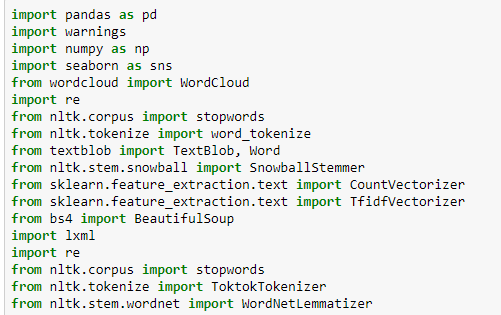 import pandas as pd
import warnings
import numpy as np
import seaborn as sns
from wordcloud import WordCloud
import re
from nltk.corpus import stopwords
from nltk.tokenize import word_tokenize
from textblob import TextBlob, Word
from nltk.stem.snowball import SnowballStemmer
from sklearn.feature_extraction.text import CountVectorizer
from sklearn.feature_extraction.text import TfidfVectorizer
from bs4 import BeautifulSoup
import lxml
import re
from nltk.corpus import stopwords
from nltk.tokenize import ToktokTokenizer
from nltk.stem.wordnet import WordNetLemmatizer